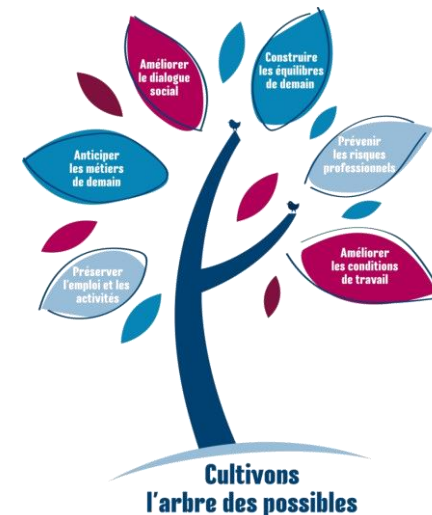 Améliorer
le dialogue
social
Construire
les équilibres
de demain
Anticiper
les métiers
de demain
Prévenir
les risques
professionnels
Préserver
l'emploi et les
activités
Améliorer
les conditions
de travail
Cultivons
l'arbre des possibles